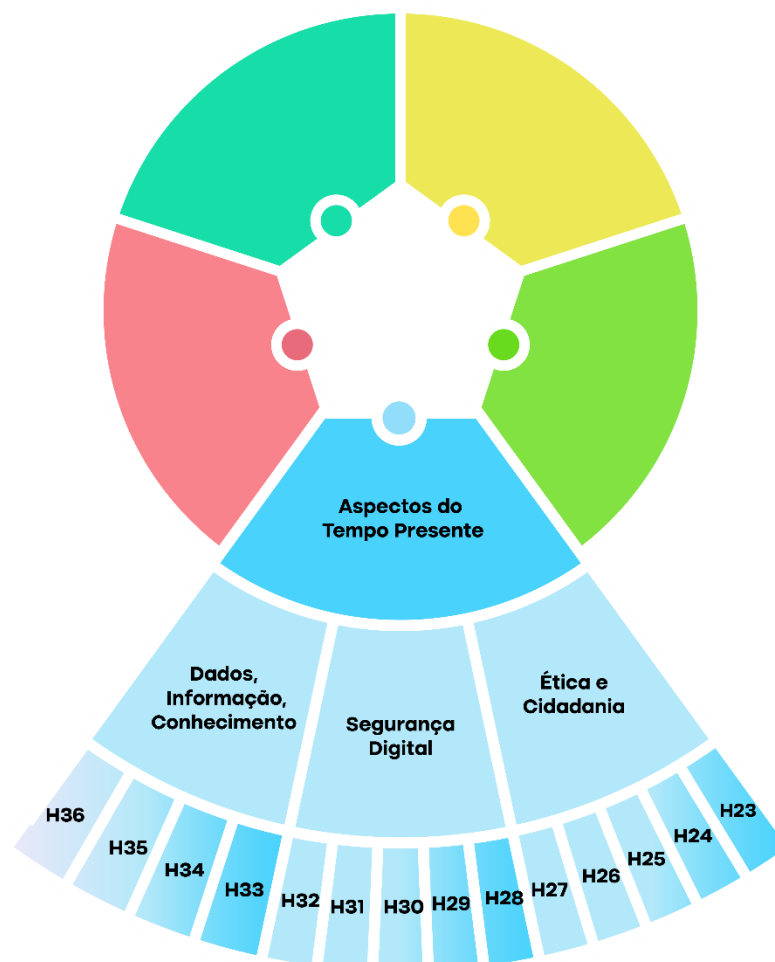 Aspectos do
Tempo Presente
Dados,
Informação,
Conhecimento
Segurança
Digital
Ética e
Cidadania
H36
H35
H34
H33
H32
H31
H30
H29
H28
H27
H26
H25
H24
H23